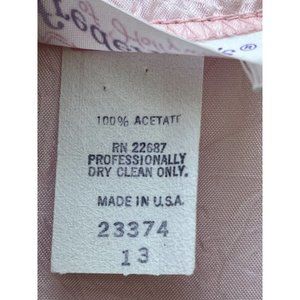 100% ACETATE
RN 22687
PROFESSIONALLY
DRY CLEAN ONLY.
MADE IN U.S.A.
23374
13